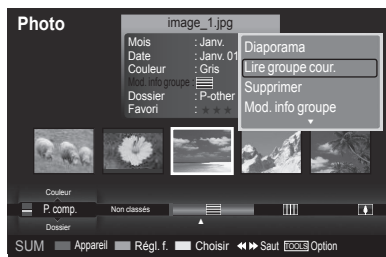 Photo
image_1.jpg
Mois : Janv.
Date : Janv. 01
Couleur : Gris
Mod. info groupe :
Dossier : P-other
Favori : ★★★
Diaporama
Lire groupe cour.
Supprimer
Mod. info groupe
Couleur
P. comp.
Non classés
Dossier
SUM Appareil Régl. f. Choisir Saut TOOLS Option